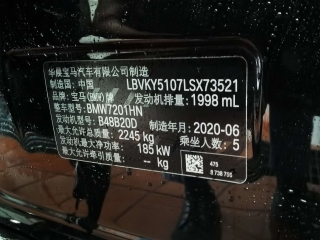 华晨宝马汽车有限公司制造
制造国: 中国 LBVKY5107LSX73521
品牌: 宝马(BMW)牌 发动机排量: 1998 mL
整车型号: BMW7201HN
发动机型号: B48B20D 制造年月: 2020-06
最大允许总质量: 2245 kg 乘坐人数: 5
发动机最大净功率: 185 kW
最大允许牵引质量: -- kg
475
8 738 795